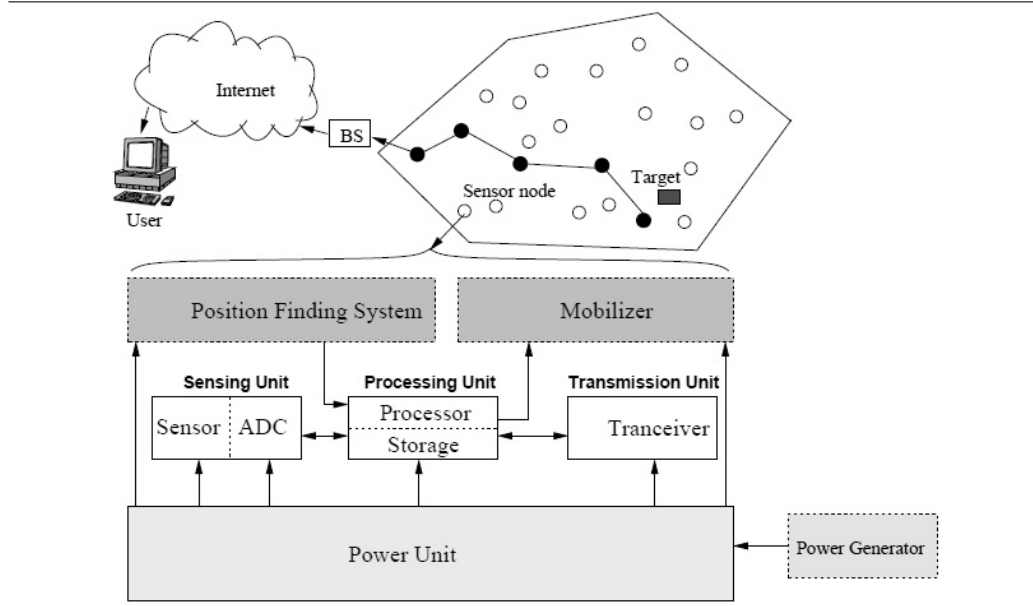 Internet
BS
User
Sensor node
Target
Position Finding System
Mobilizer
Sensing Unit
Processing Unit
Transmission Unit
Sensor
ADC
Processor
Storage
Tranceiver
Power Unit
Power Generator